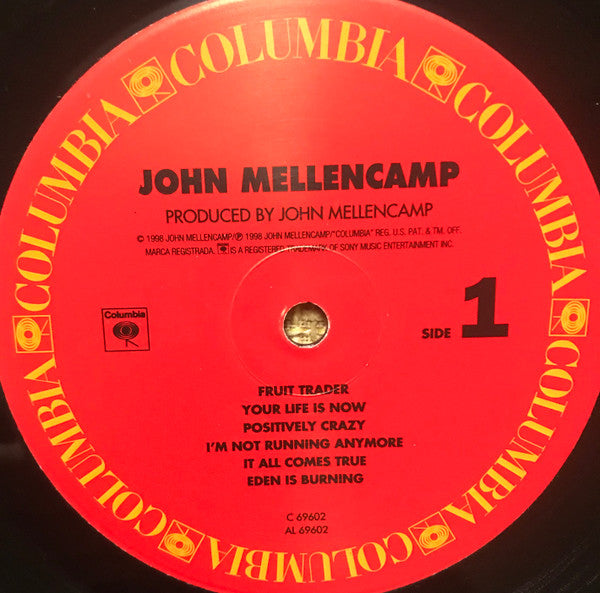 COLUMBIA COLUMBIA COLUMBIA COLUMBIA COLUMBIA COLUMBIA COLUMBIA
JOHN MELLENCAMP
PRODUCED BY JOHN MELLENCAMP
© 1998 JOHN MELLENCAMP/℗ 1998 JOHN MELLENCAMP/"COLUMBIA" REG. U.S. PAT. & TM. OFF.
MARCA REGISTRADA. IS A REGISTERED TRADEMARK OF SONY MUSIC ENTERTAINMENT INC.
Columbia
SIDE 1
FRUIT TRADER
YOUR LIFE IS NOW
POSITIVELY CRAZY
I'M NOT RUNNING ANYMORE
IT ALL COMES TRUE
EDEN IS BURNING
C 69602
AL 69602